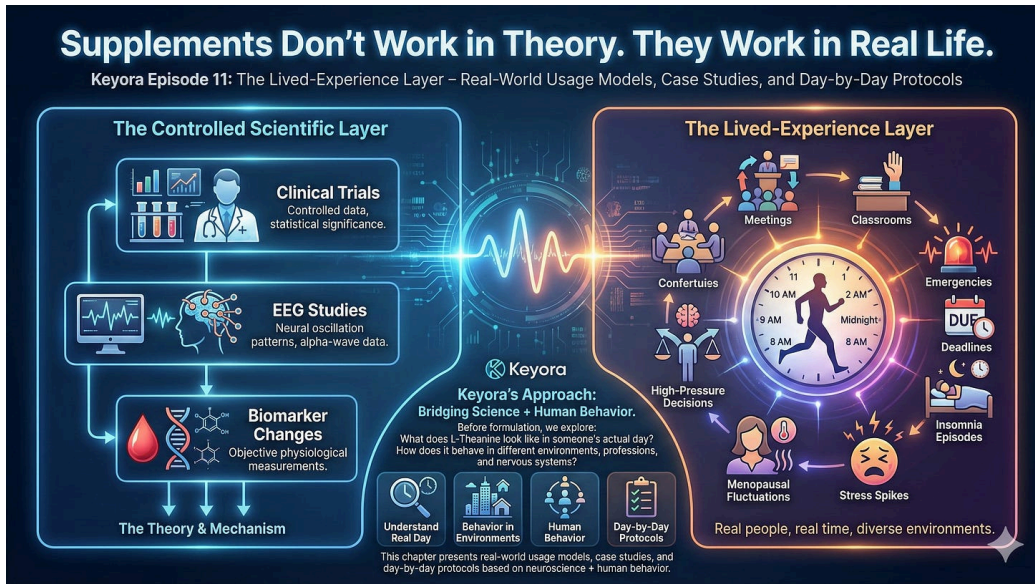 Supplements Don't Work in Theory. They Work in Real Life.
Keyora Episode 11: The Lived-Experience Layer – Real-World Usage Models, Case Studies, and Day-by-Day Protocols
The Controlled Scientific Layer
Clinical Trials
Controlled data,
statistical significance.
EEG Studies
Neural oscillation
patterns, alpha-wave data.
Biomarker
Changes
Objective physiological
measurements.
The Theory & Mechanism
Keyora
Keyora's Approach:
Bridging Science + Human Behavior.
Before formulation, we explore:
What does L-Theanine look like in someone's actual day?
How does it behave in different environments, professions,
and nervous systems?
Understand
Real Day
Behavior in
Environments
Human
Behavior
Day-by-Day
Protocols
This chapter presents real-world usage models, case studies, and
day-by-day protocols based on neuroscience + human behavior.
The Lived-Experience Layer
Meetings
Classrooms
Emergencies
DUE
Deadlines
Insomnia
Episodes
Stress Spikes
Menopausal
Fluctuations
High-Pressure
Decisions
Confertuies
11
1
10 AM
2 AM
9 AM
Midnight
8 AM
8 AM
Real people, real time, diverse environments.